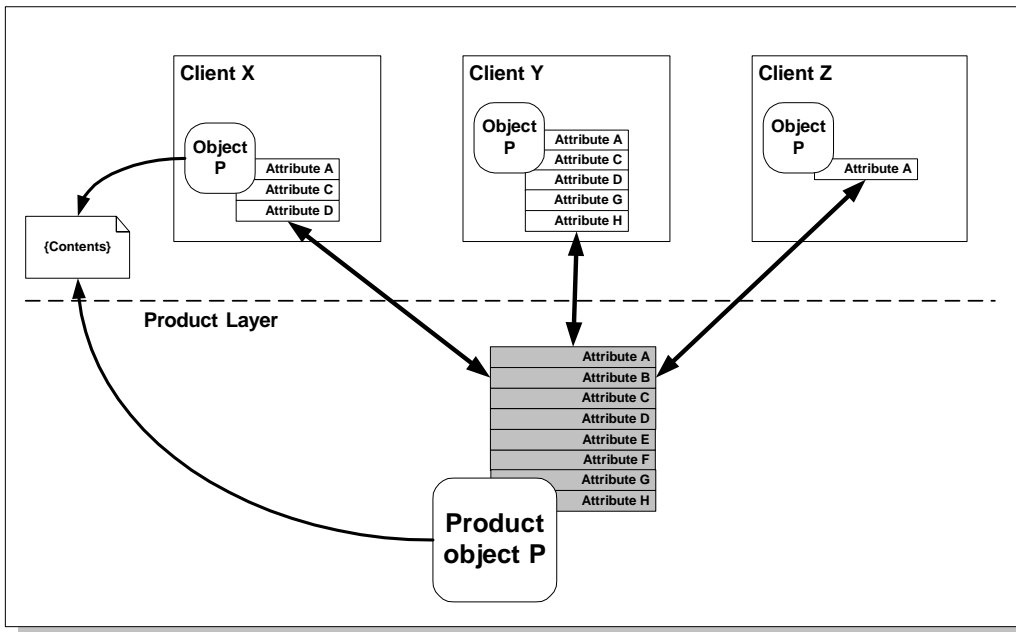 Client X
Object
P
Attribute A
Attribute C
Attribute D
Client Y
Object
P
Attribute A
Attribute C
Attribute D
Attribute G
Attribute H
Client Z
Object
P
Attribute A
{Contents}
Product Layer
Attribute A
Attribute B
Attribute C
Attribute D
Attribute E
Attribute F
Attribute G
Attribute H
Product
object P